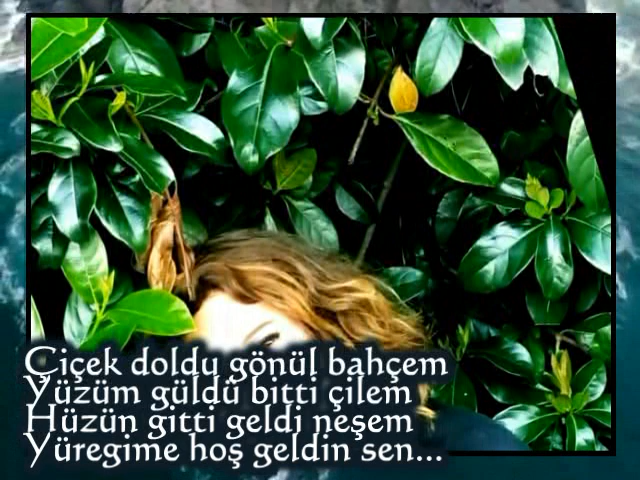 Çiçek doldu gönül bahçem
Yüzüm güldü bitti çilem
Hüzün gitti geldi neşem
Yüregime hoş geldin sen...